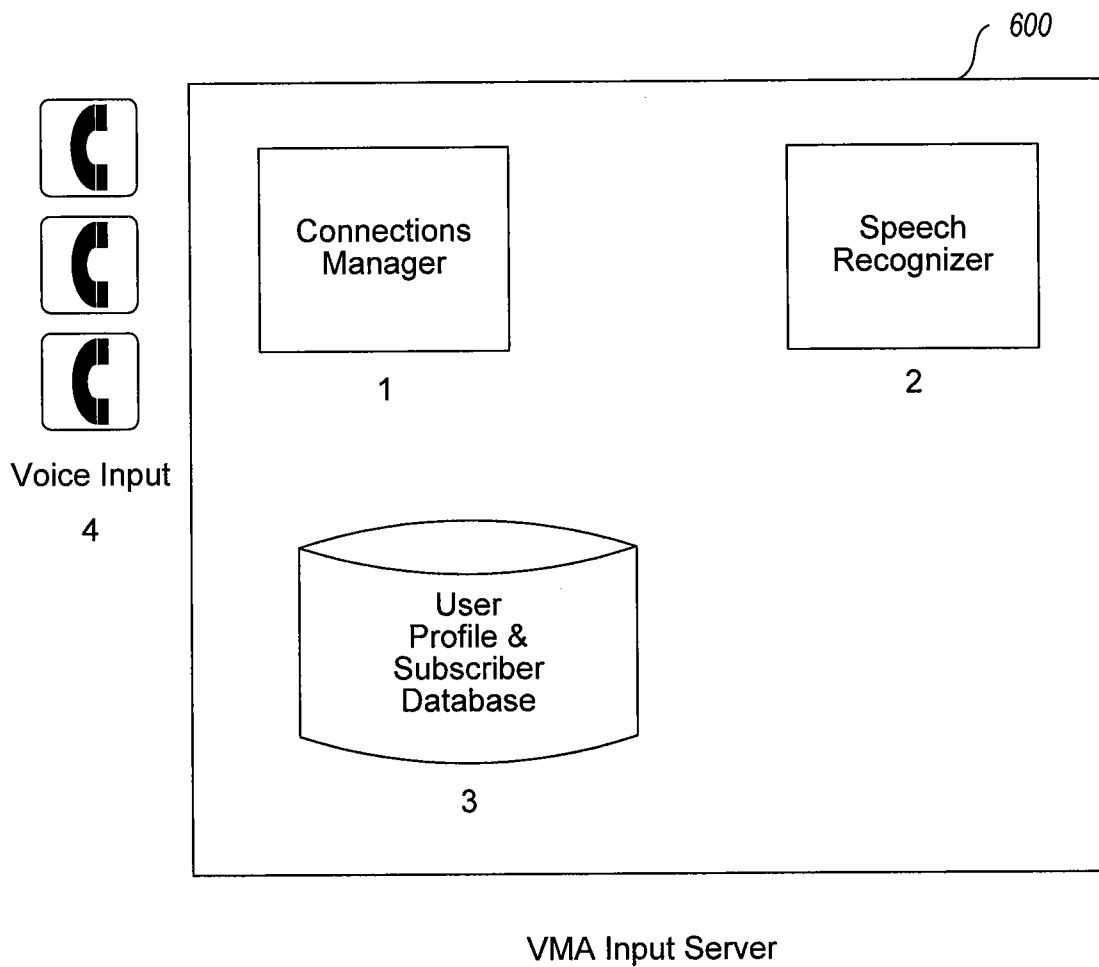 600
Connections
Manager
1
Speech
Recognizer
2
Voice Input
4
User
Profile &
Subscriber
Database
3
VMA Input Server